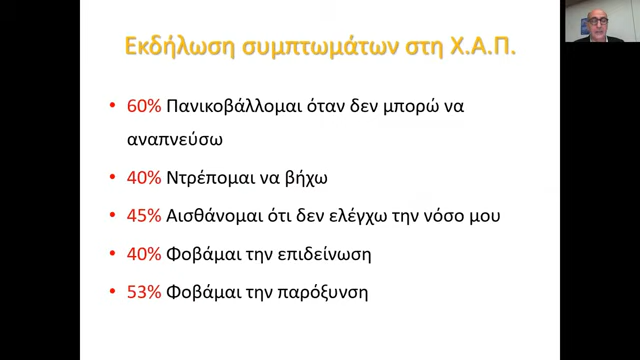 Εκδήλωση συμπτωμάτων στη Χ.Α.Π.
• 60% Πανικοβάλλομαι όταν δεν μπορώ να
αναπνεύσω
• 40% Ντρέπομαι να βήχω
• 45% Αισθάνομαι ότι δεν ελέγχω την νόσο μου
• 40% Φοβάμαι την επιδείνωση
• 53% Φοβάμαι την παρόξυνση